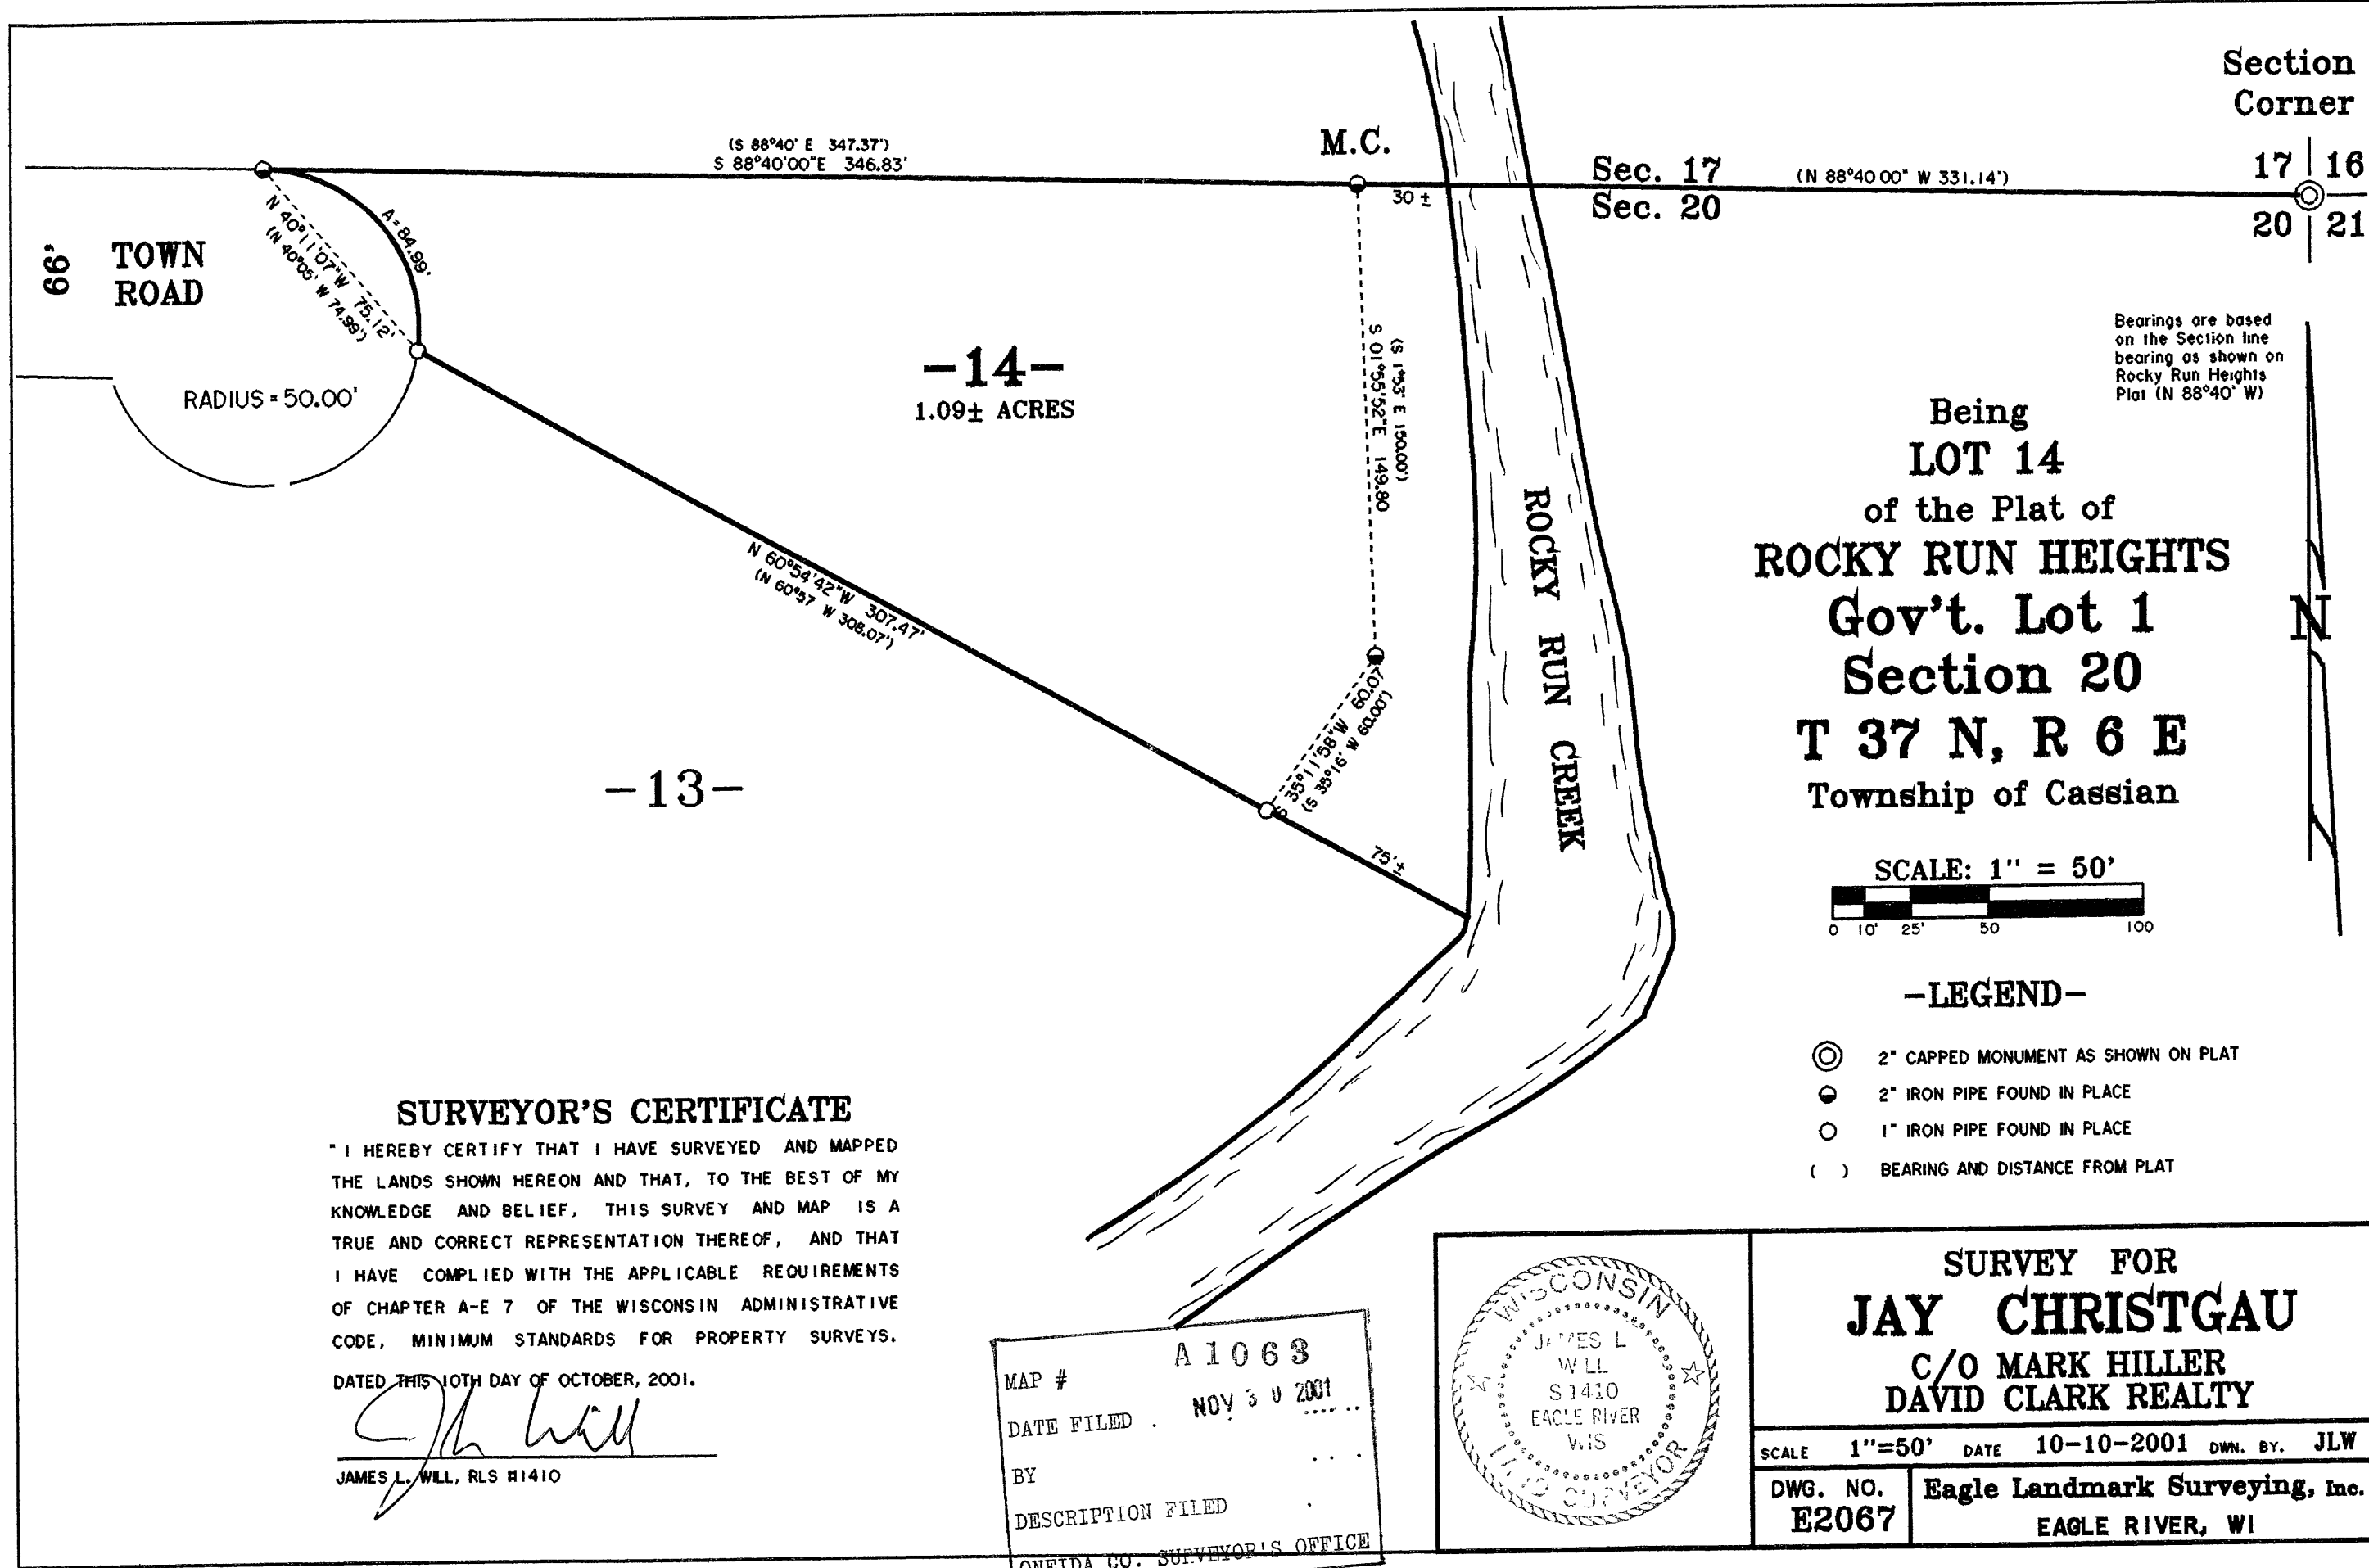 Section
Corner
(S 88°40' E 347.37')
S 88°40'00"E 346.83'
M.C.
30 ±
Sec. 17
Sec. 20
(N 88°40'00" W 331.14')
17 16
20 21
66'
TOWN
ROAD
A=84.99'
N 40°11'07"W 75.12'
(N 40°05' W 74.99')
RADIUS = 50.00'
-14-
1.09± ACRES
(S 1°53' E 150.00')
S 01°55'52"E 149.80
Bearings are based
on the Section line
bearing as shown on
Rocky Run Heights
Plat (N 88°40' W)
N
N 60°54'42"W 307.47'
(N 60°57' W 308.07')
S 35°11'58"W 60.07'
(S 35°16' W 60.00')
75'±
ROCKY RUN CREEK
-13-
Being
LOT 14
of the Plat of
ROCKY RUN HEIGHTS
Gov't. Lot 1
Section 20
T 37 N, R 6 E
Township of Cassian
SCALE: 1" = 50'
0 10' 25' 50 100
-LEGEND-
2" CAPPED MONUMENT AS SHOWN ON PLAT
2" IRON PIPE FOUND IN PLACE
1" IRON PIPE FOUND IN PLACE
( ) BEARING AND DISTANCE FROM PLAT
SURVEYOR'S CERTIFICATE
" I HEREBY CERTIFY THAT I HAVE SURVEYED AND MAPPED
THE LANDS SHOWN HEREON AND THAT, TO THE BEST OF MY
KNOWLEDGE AND BELIEF, THIS SURVEY AND MAP IS A
TRUE AND CORRECT REPRESENTATION THEREOF, AND THAT
I HAVE COMPLIED WITH THE APPLICABLE REQUIREMENTS
OF CHAPTER A-E 7 OF THE WISCONSIN ADMINISTRATIVE
CODE, MINIMUM STANDARDS FOR PROPERTY SURVEYS.
DATED THIS 10TH DAY OF OCTOBER, 2001.
JAMES L. WILL, RLS #1410
MAP # A1063
DATE FILED NOV 30 2001
BY
DESCRIPTION FILED
ONEIDA CO. SURVEYOR'S OFFICE
WISCONSIN
JAMES L
WILL
S1410
EAGLE RIVER
WIS
LAND SURVEYOR
SURVEY FOR
JAY CHRISTGAU
C/O MARK HILLER
DAVID CLARK REALTY
SCALE 1"=50' DATE 10-10-2001 DWN. BY. JLW
DWG. NO.
E2067
Eagle Landmark Surveying, Inc.
EAGLE RIVER, WI